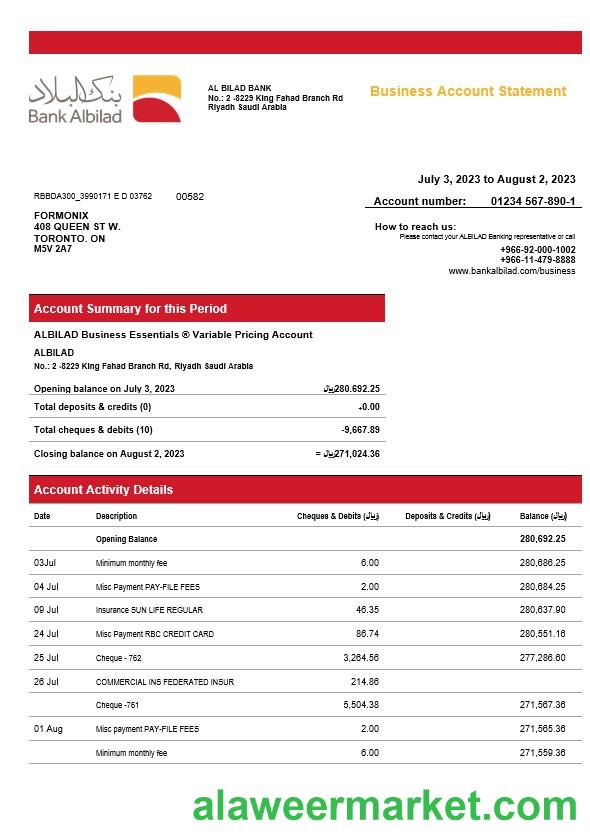 بنك البلاد
Bank Albilad
AL BILAD BANK
No.: 2 -8229 King Fahad Branch Rd
Riyadh Saudi Arabia
Business Account Statement
July 3, 2023 to August 2, 2023
RBBDA300_3990171 E D 03762 00582
Account number: 01234 567-890-1
FORMONIX
408 QUEEN ST W.
TORONTO. ON
M5V 2A7
How to reach us:
Please contact your ALBILAD Banking representative or call
+966-92-000-1002
+966-11-479-8888
www.bankalbilad.com/business
Account Summary for this Period
ALBILAD Business Essentials ® Variable Pricing Account
ALBILAD
No.: 2 -8229 King Fahad Branch Rd, Riyadh Saudi Arabia
Opening balance on July 3, 2023 ريال280.692.25
Total deposits & credits (0) +0.00
Total cheques & debits (10) -9,667.89
Closing balance on August 2, 2023 = ريال271,024.36
Account Activity Details
Date Description Cheques & Debits (ريال) Deposits & Credits (ريال) Balance (ريال)
Opening Balance 280,692.25
03Jul Minimum monthly fee 6.00 280,686.25
04 Jul Misc Payment PAY-FILE FEES 2.00 280,684.25
09 Jul Insurance SUN LIFE REGULAR 46.35 280,637.90
24 Jul Misc Payment RBC CREDIT CARD 86.74 280,551.16
25 Jul Cheque - 762 3,264.56 277,286.60
26 Jul COMMERCIAL INS FEDERATED INSUR 214.86
Cheque -761 5,504.38 271,567.36
01 Aug Misc payment PAY-FILE FEES 2.00 271,565.36
Minimum monthly fee 6.00 271,559.36
alaweermarket.com